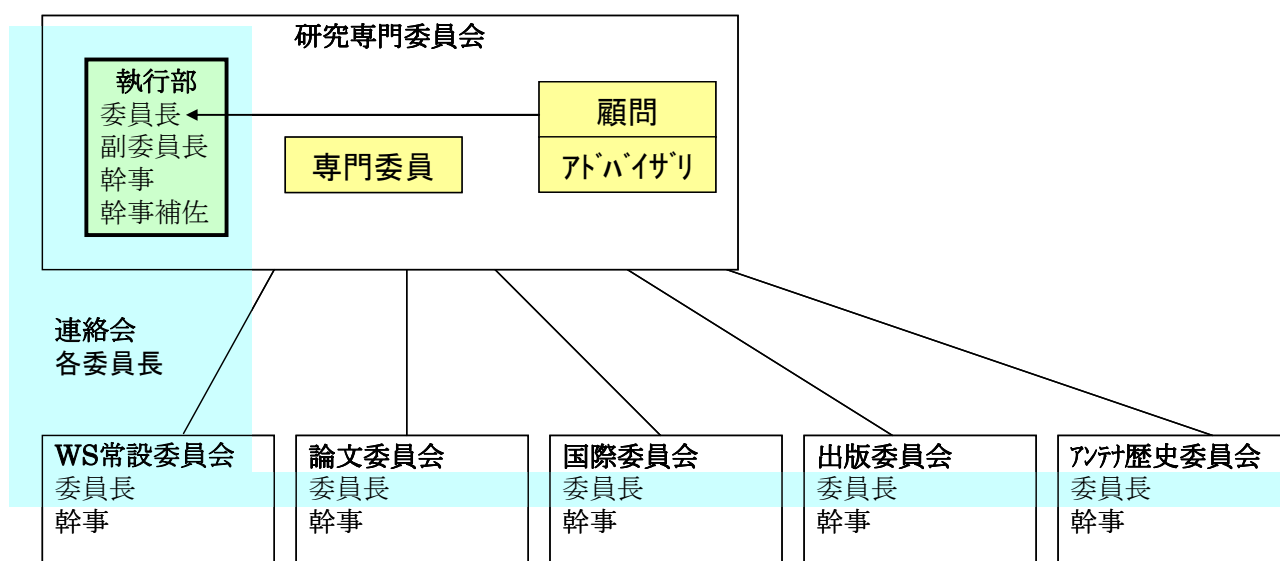 研究専門委員会
執行部
委員長
副委員長
幹事
幹事補佐
専門委員
顧問
ｱﾄﾞﾊﾞｲｻﾞﾘ
連絡会
各委員長
WS常設委員会
委員長
幹事
論文委員会
委員長
幹事
国際委員会
委員長
幹事
出版委員会
委員長
幹事
ｱﾝﾃﾅ歴史委員会
委員長
幹事